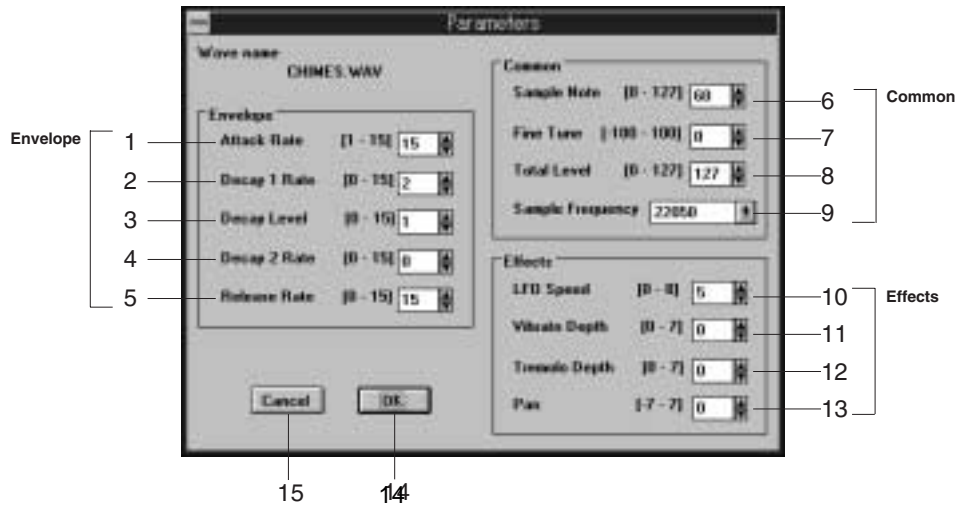 Parameters
Wave name
CHIMES.WAV
Envelope
Envelope
1 Attack Rate [1 - 15] 15
2 Decay 1 Rate [0 - 15] 2
3 Decay Level [0 - 15] 1
4 Decay 2 Rate [0 - 15] 0
5 Release Rate [0 - 15] 15
Common
Sample Note [0 - 127] 60 6
Common
Fine Tune [-100 - 100] 0 7
Total Level [0 - 127] 127 8
Sample Frequency 22050 9
Effects
LFO Speed 5 10
Effects
Vibrato Depth [0 - 7] 0 11
Tremolo Depth [0 - 7] 0 12
Pan [-7 - 7] 0 13
Cancel OK
15 14